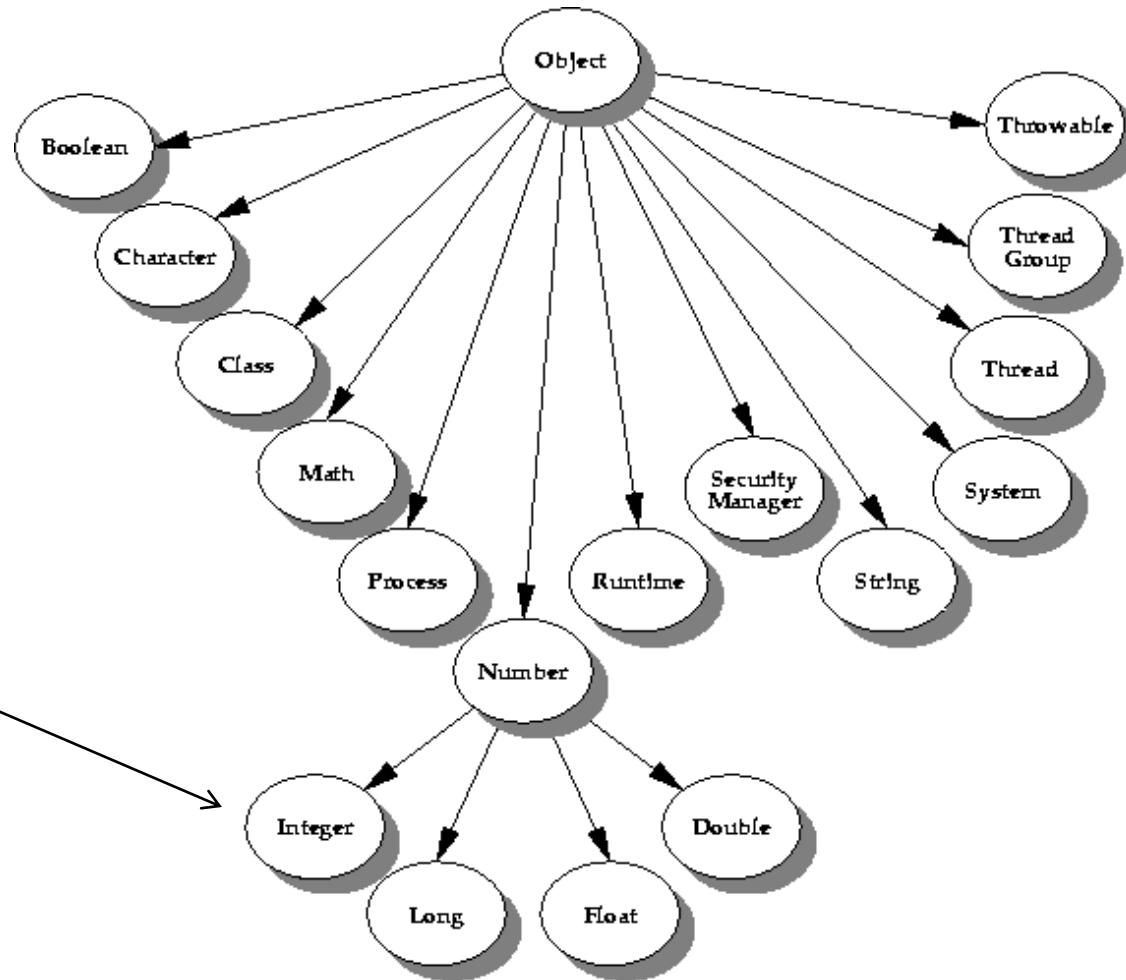 Object
Boolean
Throwable
Character
Thread
Group
Class
Thread
Math
Security
Manager
System
Process
Runtime
String
Number
Integer
Double
Long
Float